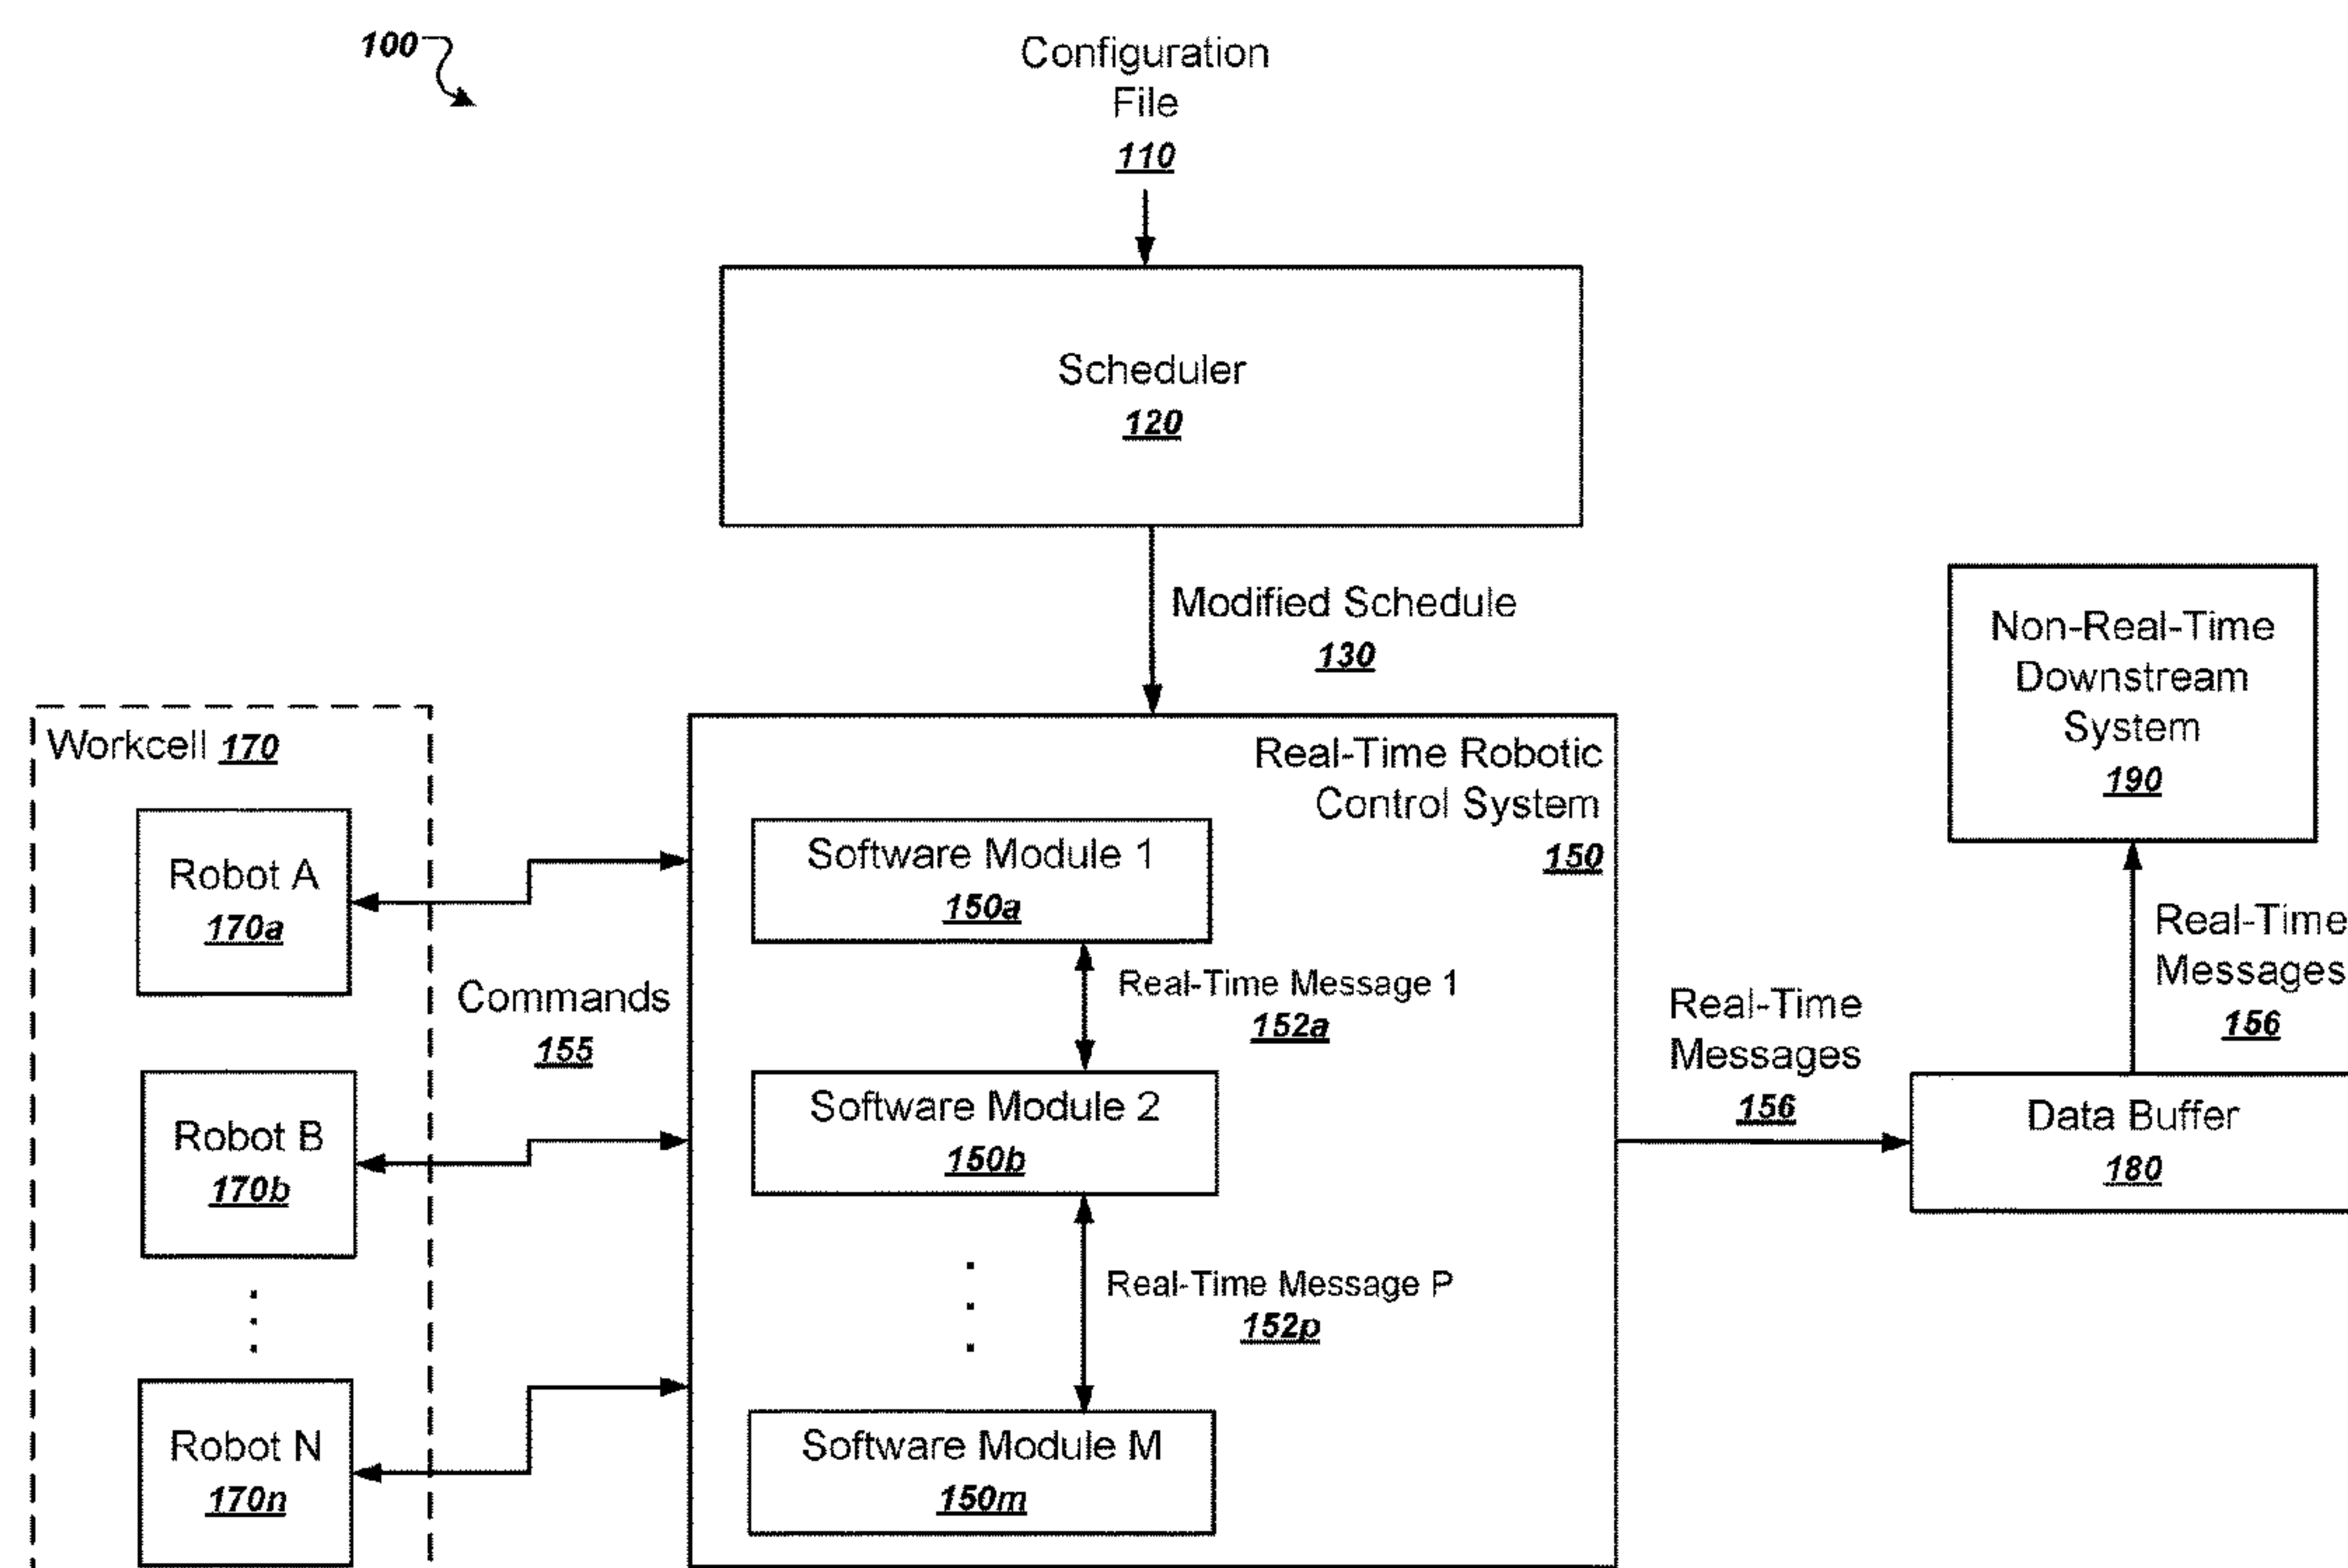 100
Configuration
File
110
Scheduler
120
Modified Schedule
130
Workcell 170
Robot A
170a
Robot B
170b
Robot N
170n
Commands
155
Real-Time Robotic
Control System
150
Software Module 1
150a
Real-Time Message 1
152a
Software Module 2
150b
Real-Time Message P
152p
Software Module M
150m
Real-Time
Messages
156
Data Buffer
180
Real-Time
Messages
156
Non-Real-Time
Downstream
System
190